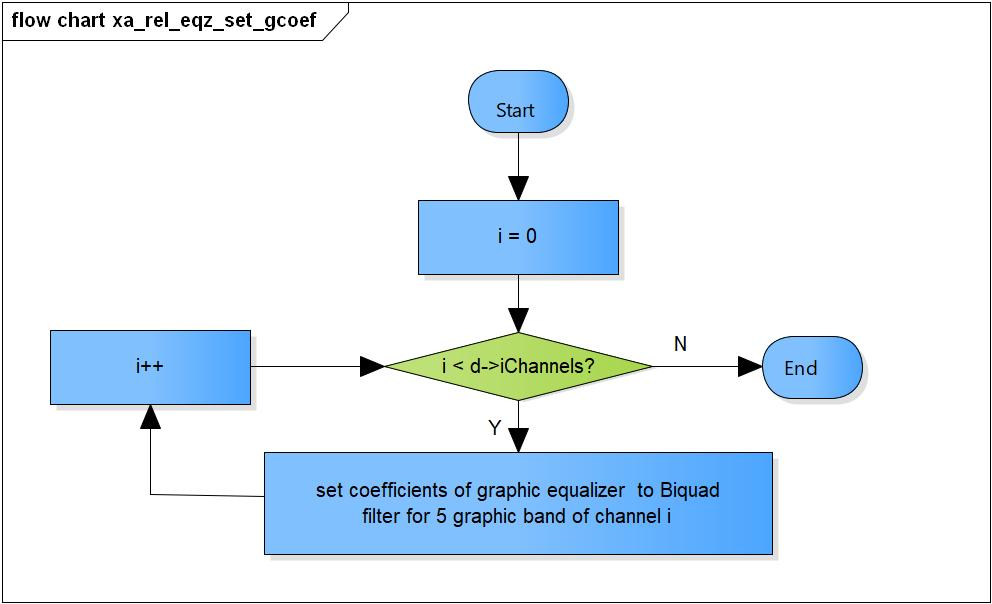 flow chart xa_rel_eqz_set_gcoef
Start
i = 0
i++
i < d->iChannels?
N
End
Y
set coefficients of graphic equalizer  to Biquad
filter for 5 graphic band of channel i